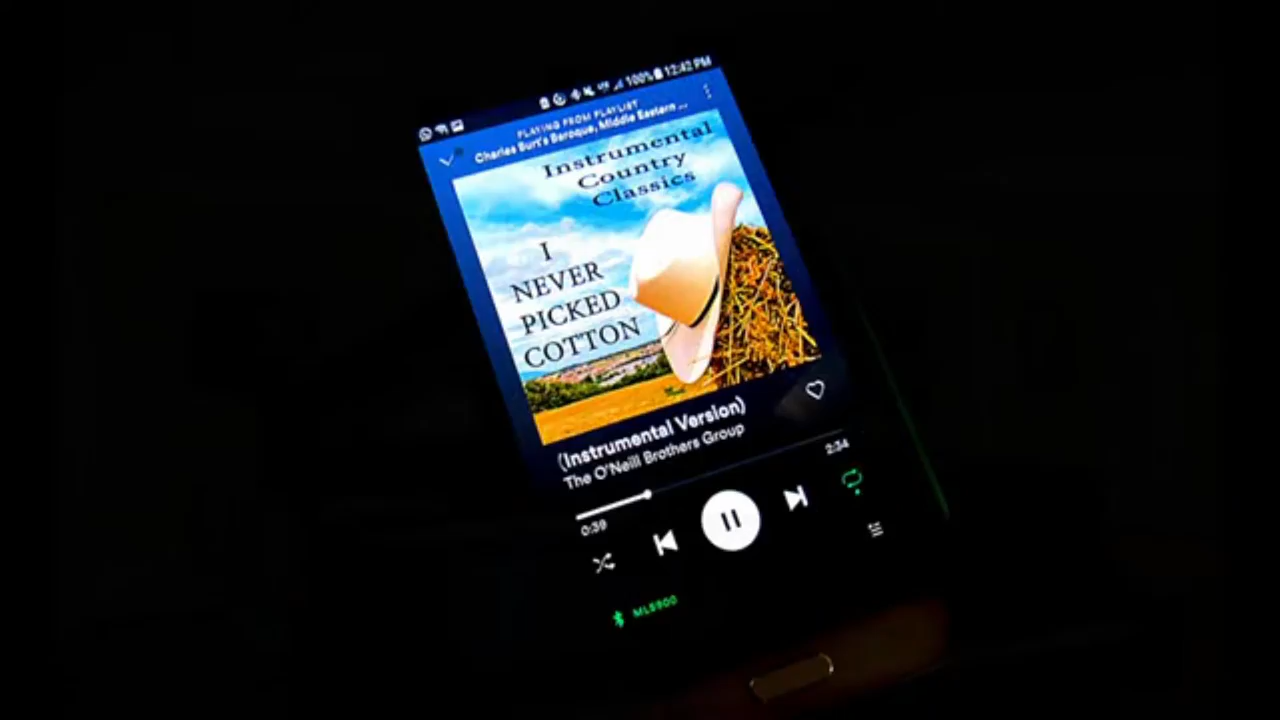 100% 12:42 PM
PLAYING FROM PLAYLIST
Charles Burt's Baroque, Middle Eastern ...
Instrumental
Country
Classics
I
NEVER
PICKED
COTTON
(Instrumental Version)
The O'Neill Brothers Group
0:39
2:34
MLS900